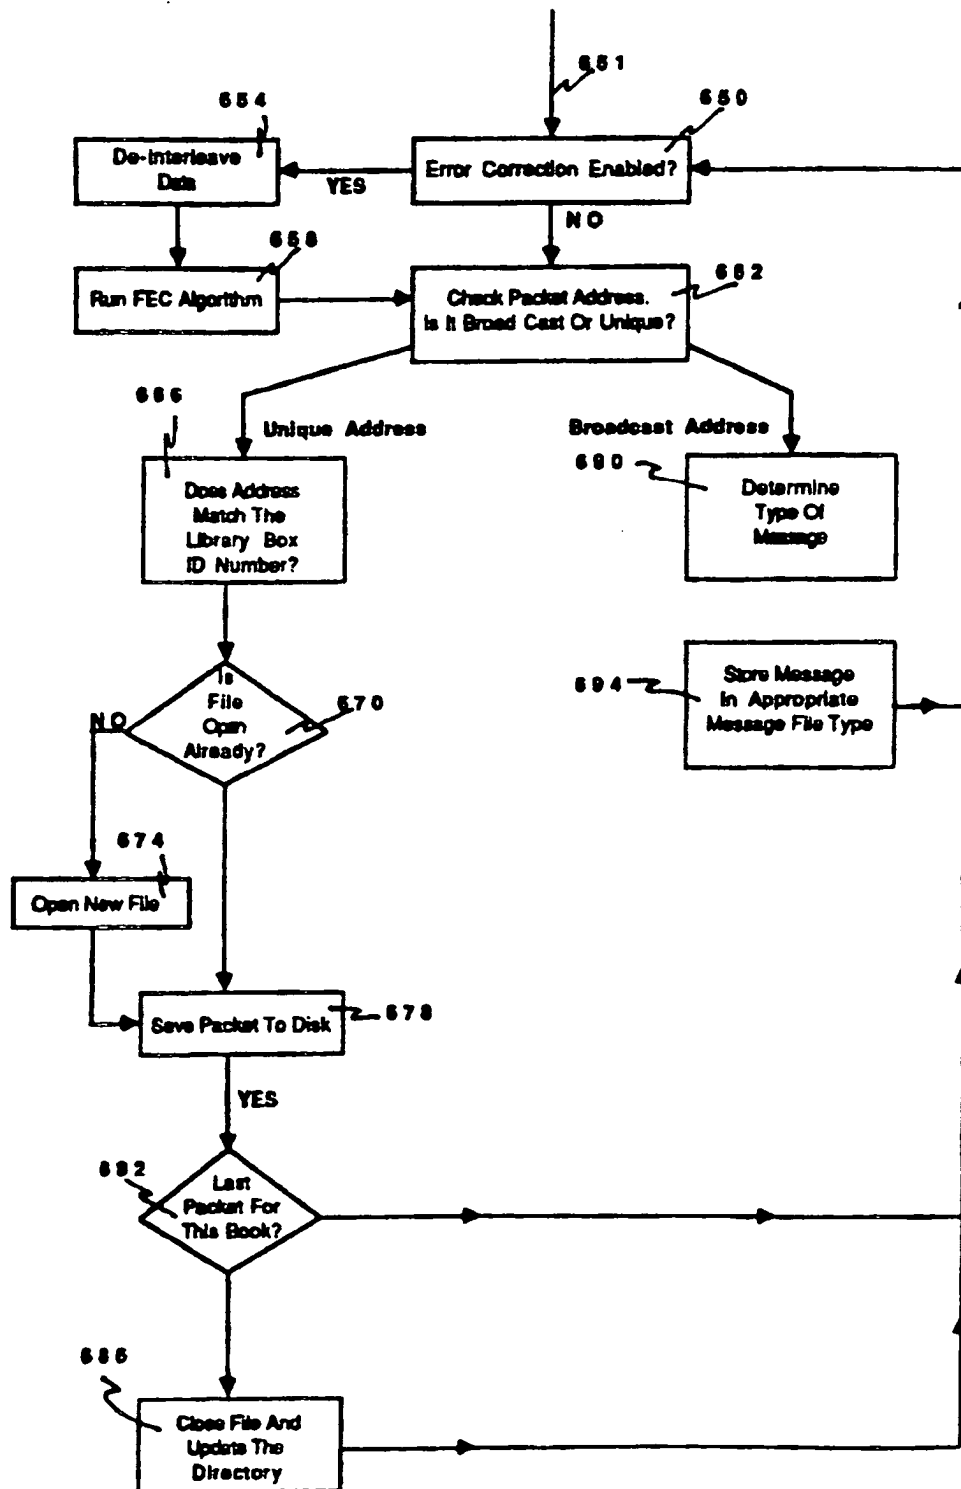 651
650
654
De-Interleave
Data
YES
Error Correction Enabled?
NO
658
Run FEC Algorithm
662
Check Packet Address.
Is It Broad Cast Or Unique?
666
Unique Address
Broadcast Address
690
Does Address
Match The
Library Box
ID Number?
Determine
Type Of
Message
Is
File
Open
Already?
670
NO
694
Store Message
In Appropriate
Message File Type
674
Open New File
Save Packet To Disk
678
YES
682
Last
Packet For
This Book?
686
Close File And
Update The
Directory